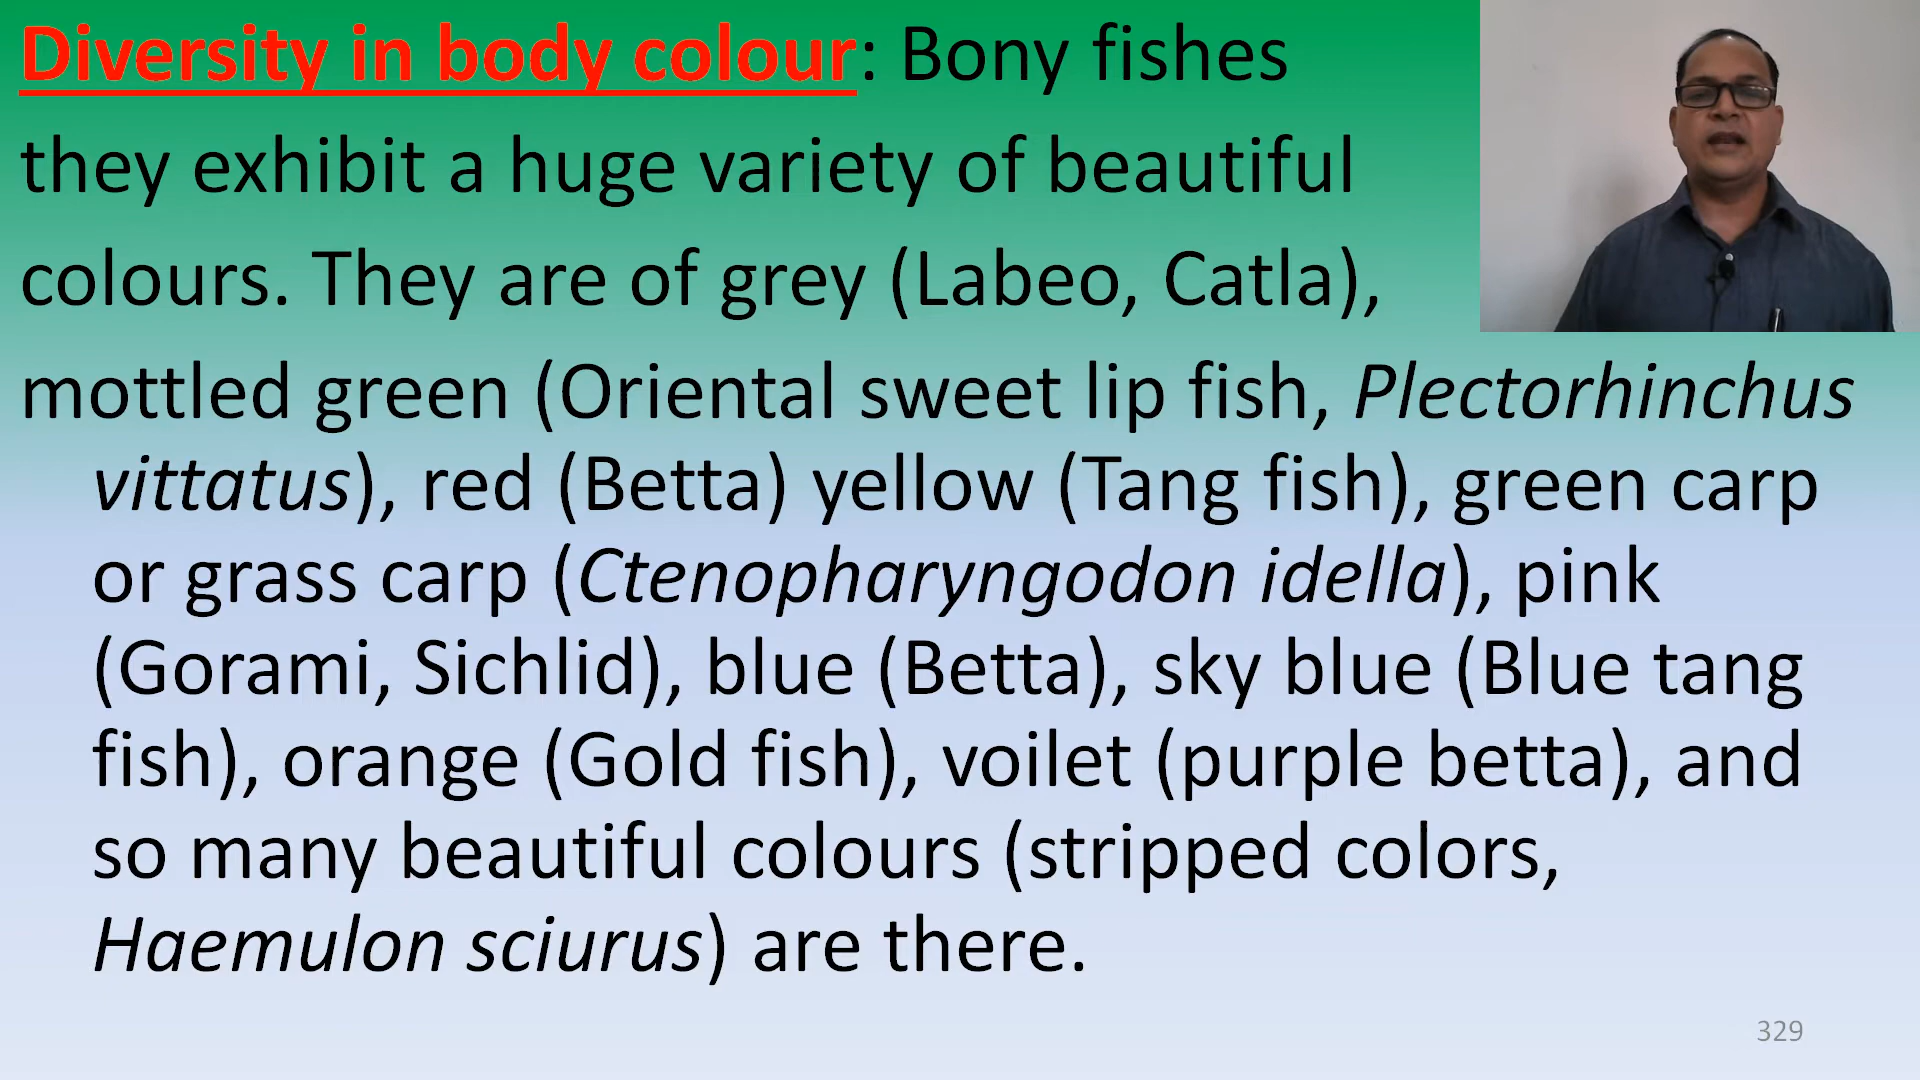 Diversity in body colour: Bony fishes
they exhibit a huge variety of beautiful
colours. They are of grey (Labeo, Catla),
mottled green (Oriental sweet lip fish, Plectorhinchus
vittatus), red (Betta) yellow (Tang fish), green carp
or grass carp (Ctenopharyngodon idella), pink
(Gorami, Sichlid), blue (Betta), sky blue (Blue tang
fish), orange (Gold fish), voilet (purple betta), and
so many beautiful colours (stripped colors,
Haemulon sciurus) are there.
329